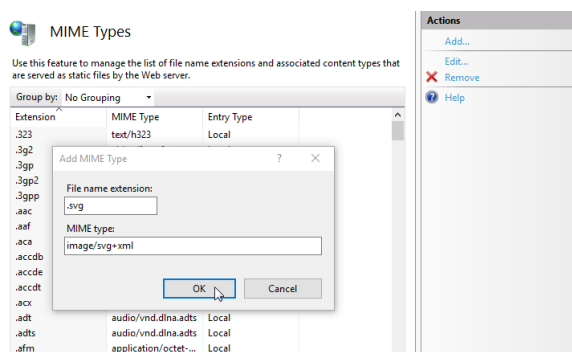 MIME Types
Use this feature to manage the list of file name extensions and associated content types that
are served as static files by the Web server.
Group by: No Grouping
Extension MIME Type Entry Type
.323 text/h323 Local
.3g2
.3gp
.3gp2
.3gpp
.aac
.aaf
.aca
.accdb
.accde
.accdt
.acx
.adt audio/vnd.dlna.adts Local
.adts audio/vnd.dlna.adts Local
.afm application/octet-... Local
Add MIME Type ?
File name extension:
.svg
MIME type:
image/svg+xml
OK Cancel
Actions
Add...
Edit...
Remove
Help